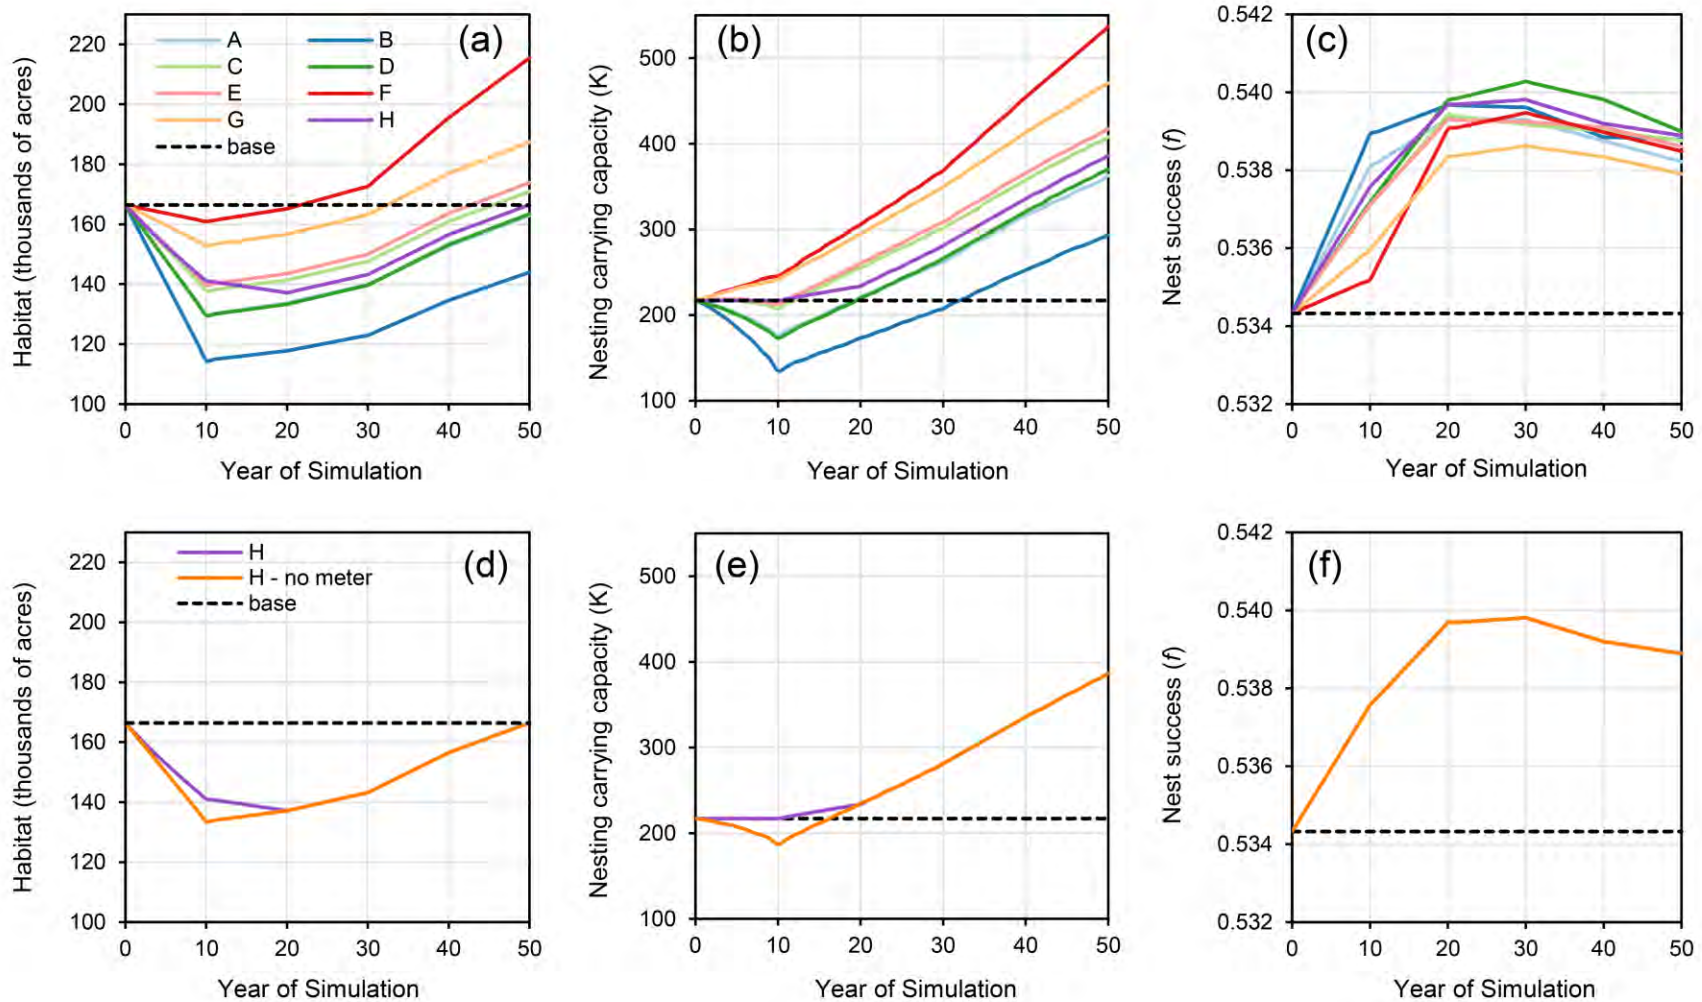 Habitat (thousands of acres)
220
200
180
160
140
120
100
A B
C D
E F
G H
base
(a)
0 10 20 30 40 50
Year of Simulation
Nesting carrying capacity (K)
500
400
300
200
100
(b)
0 10 20 30 40 50
Year of Simulation
Nest success (f)
0.542
0.540
0.538
0.536
0.534
0.532
(c)
0 10 20 30 40 50
Year of Simulation
Habitat (thousands of acres)
220
200
180
160
140
120
100
H
H - no meter
base
(d)
0 10 20 30 40 50
Year of Simulation
Nesting carrying capacity (K)
500
400
300
200
100
(e)
0 10 20 30 40 50
Year of Simulation
Nest success (f)
0.542
0.540
0.538
0.536
0.534
0.532
(f)
0 10 20 30 40 50
Year of Simulation